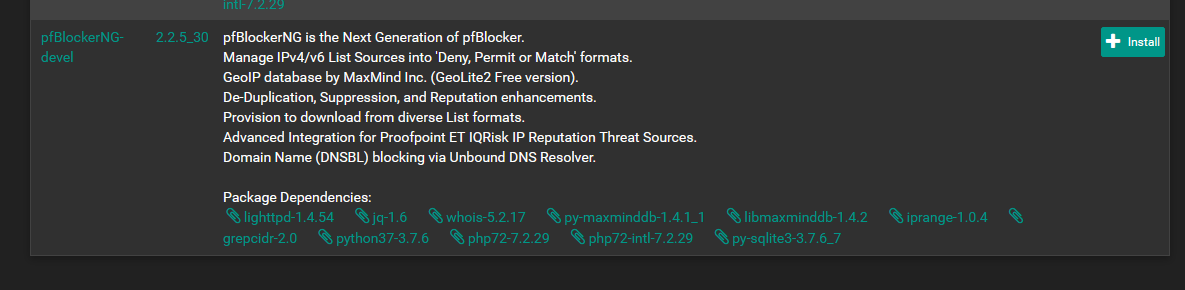 intl-7.2.29
pfBlockerNG-devel 2.2.5_30 pfBlockerNG is the Next Generation of pfBlocker. Install
Manage IPv4/v6 List Sources into 'Deny, Permit or Match' formats.
GeoIP database by MaxMind Inc. (GeoLite2 Free version).
De-Duplication, Suppression, and Reputation enhancements.
Provision to download from diverse List formats.
Advanced Integration for Proofpoint ET IQRisk IP Reputation Threat Sources.
Domain Name (DNSBL) blocking via Unbound DNS Resolver.
Package Dependencies:
lighttpd-1.4.54 jq-1.6 whois-5.2.17 py-maxminddb-1.4.1_1 libmaxminddb-1.4.2 iprange-1.0.4
grepcidr-2.0 python37-3.7.6 php72-7.2.29 php72-intl-7.2.29 py-sqlite3-3.7.6_7